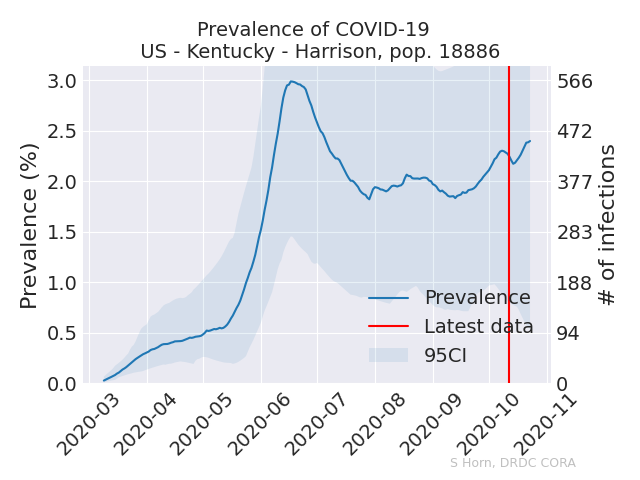 Prevalence of COVID-19
US - Kentucky - Harrison, pop. 18886
Prevalence (%)
3.0
2.5
2.0
1.5
1.0
0.5
0.0
566
472
377
283
188
94
0
# of infections
Prevalence
Latest data
95CI
2020-03
2020-04
2020-05
2020-06
2020-07
2020-08
2020-09
2020-10
2020-11
S Horn, DRDC CORA